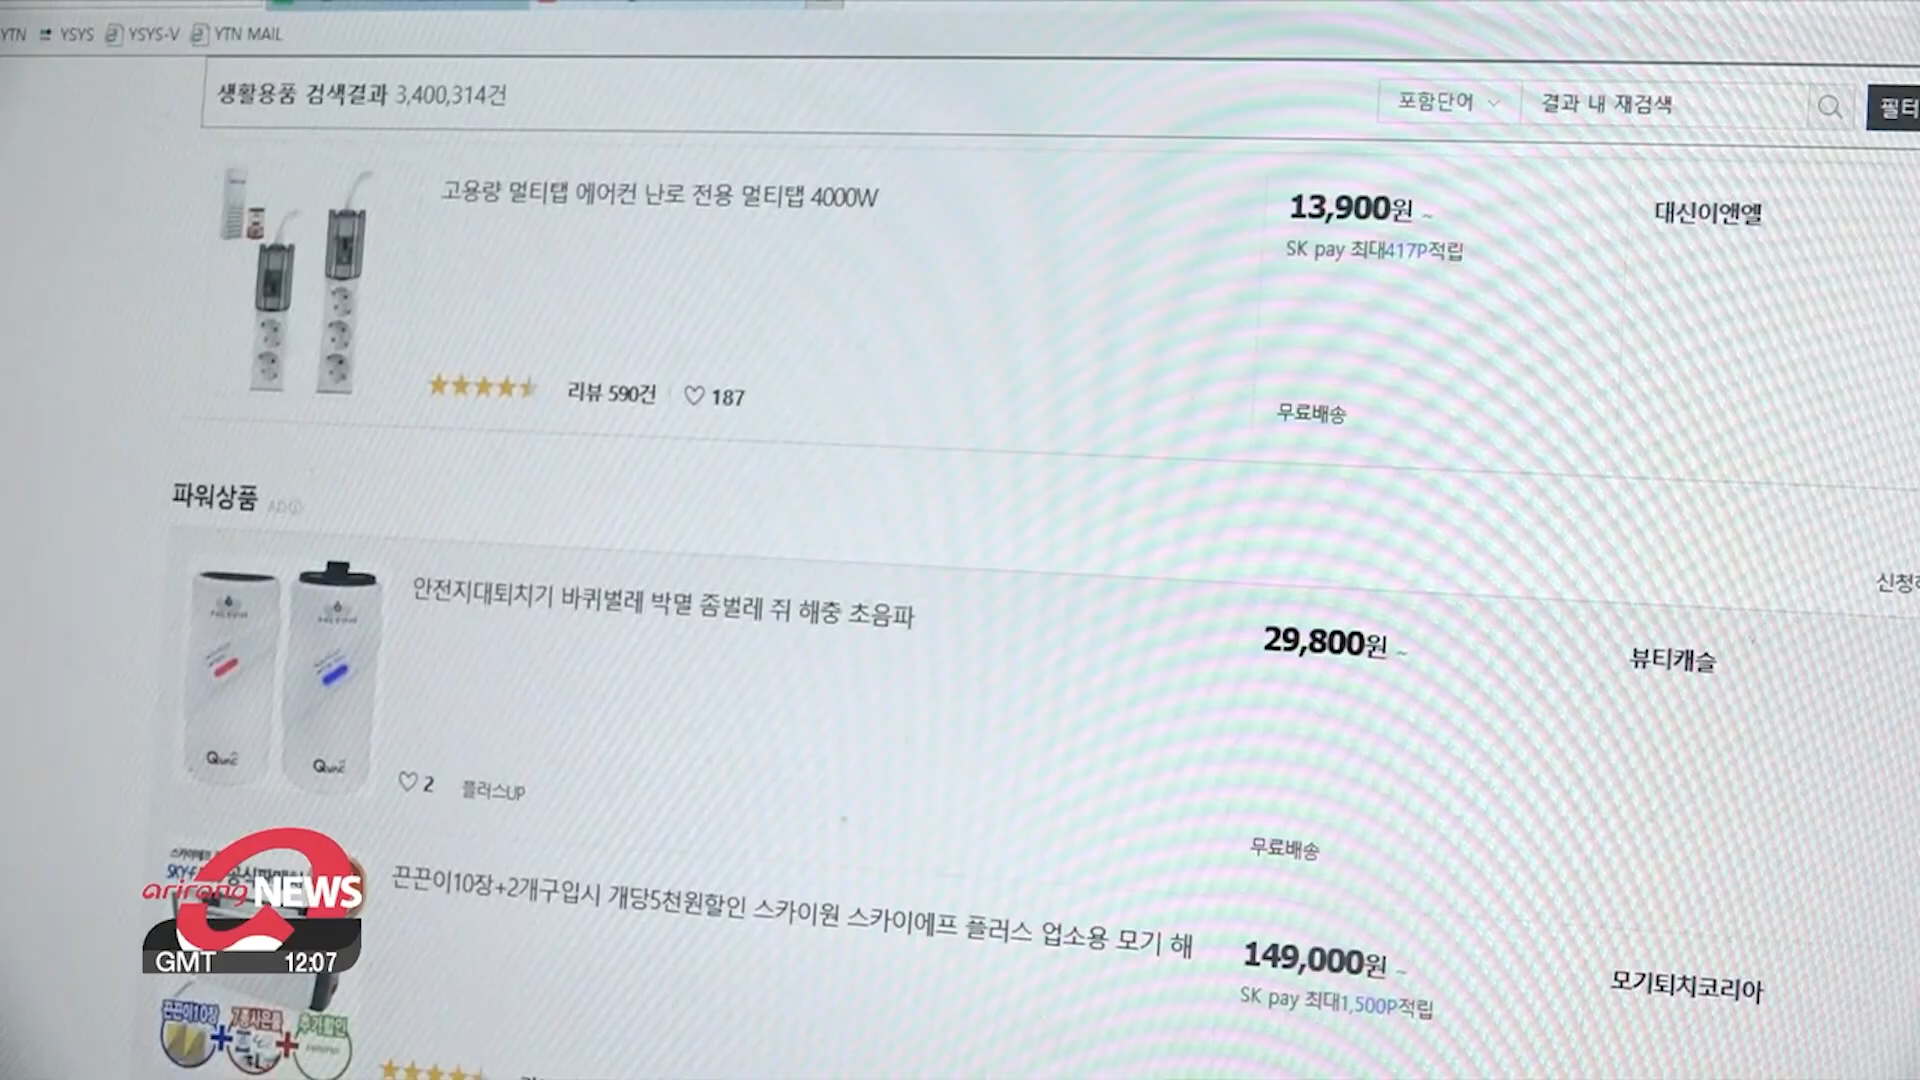 YTN YSYS YSYS-V YTN MAIL
생활용품 검색결과 3,400,314건
포함단어 결과 내 재검색
필터
고용량 멀티탭 에어컨 난로 전용 멀티탭 4000W
13,900원 ~
대신이앤엘
SK pay 최대417P적립
리뷰 590건 187
무료배송
파워상품 AD
안전지대퇴치기 바퀴벌레 박멸 좀벌레 쥐 해충 초음파
29,800원 ~
뷰티캐슬
2 플러스UP
무료배송
끈끈이10장+2개구입시 개당5천원할인 스카이원 스카이에프 플러스 업소용 모기 해
149,000원 ~
모기퇴치코리아
SK pay 최대1,500P적립
arirang NEWS
GMT 12:07
끈끈이10장